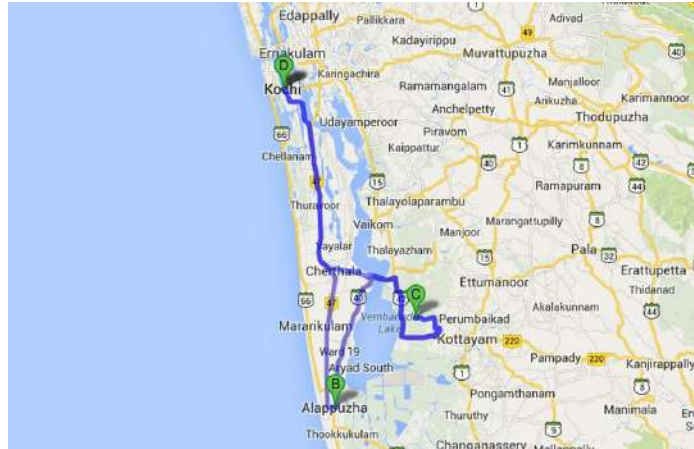 Edappally
Adivad
Pallikkara
49
Kadayirippu
Ernakulam
Muvattupuzha
40
D
Karingachira
Kochi
Ramamangalam
41
Manjalloor
Arikuzha
Karimannoor
Anchelpetty
Thodupuzha
Udayamperoor
Piravom
1
66
Kaippattur
Karimkunnam
40
42
Chellanam
47
15
Ramapuram
44
Thuravoor
Thalayolaparambu
8
Vaikom
Marangattupilly
Manjoor
Pala
Thalayazham
15
32
Erattupetta
Cherthala
Ettumanoor
Thidanad
66
47
40
C
Akalakunnam
Mararikulam
Perumbaikad
Lake
Kottayam
220
Ward 19
Aryad South
Pampady
220
Kanjirappally
B
1
Alappuzha
Pongamthanam
Thuruthy
Manimala
9
Thookkukulam
Changanassery